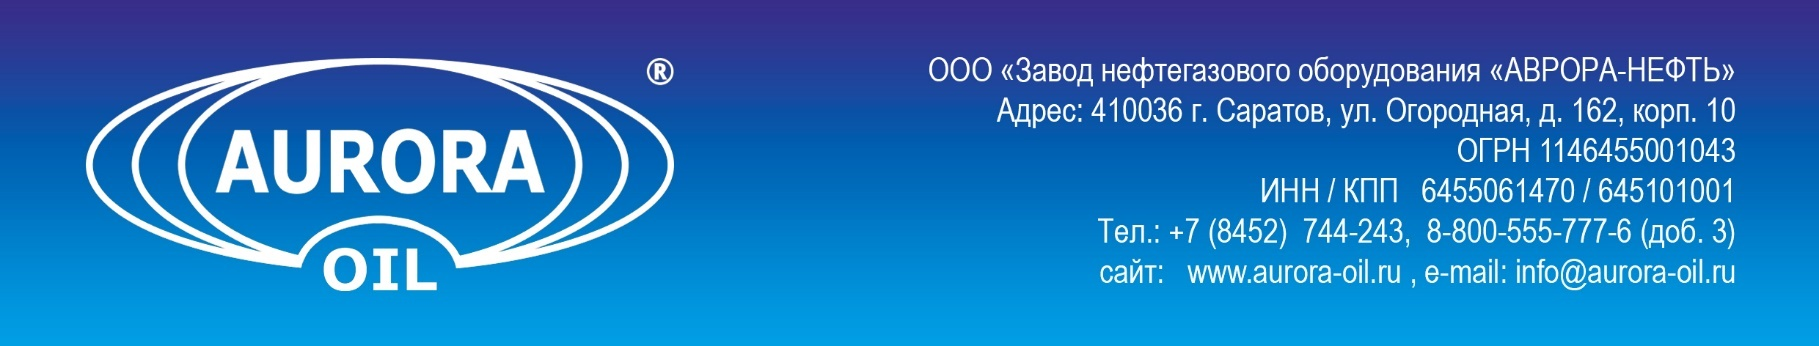 AURORA
OIL
®
ООО «Завод нефтегазового оборудования «АВРОРА-НЕФТЬ»
Адрес: 410036 г. Саратов, ул. Огородная, д. 162, корп. 10
ОГРН 1146455001043
ИНН / КПП 6455061470 / 645101001
Тел.: +7 (8452) 744-243, 8-800-555-777-6 (доб. 3)
сайт: www.aurora-oil.ru , e-mail: info@aurora-oil.ru